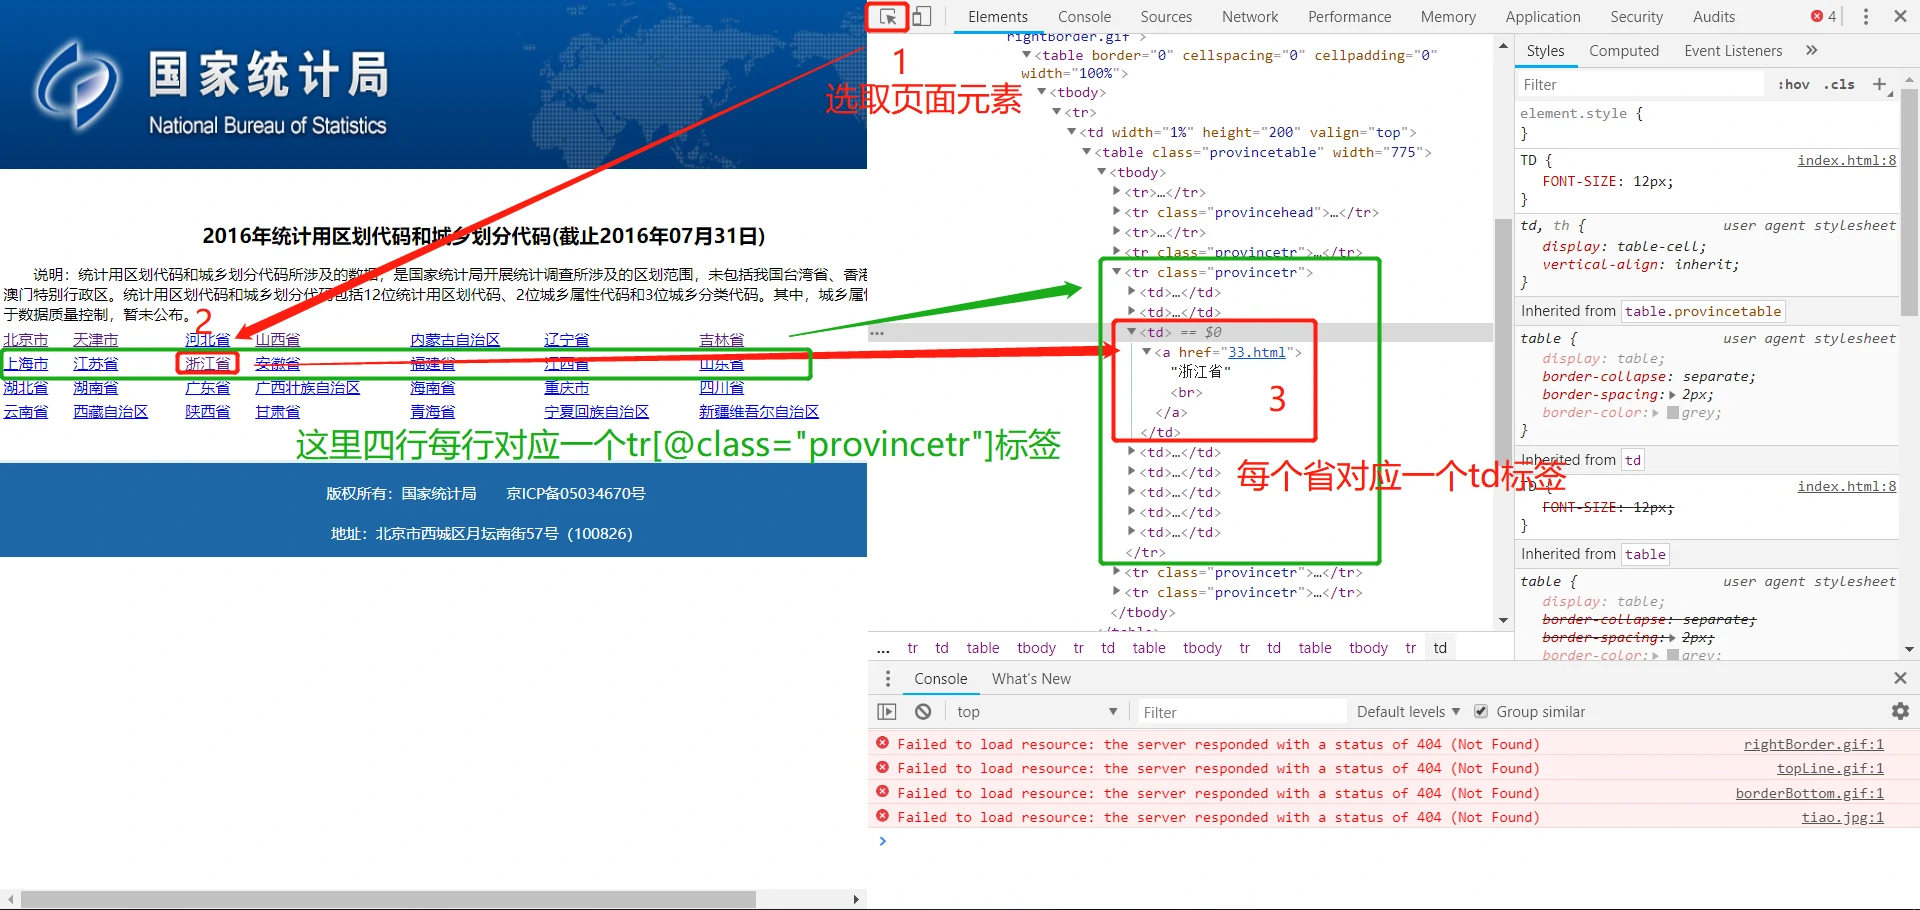 国家统计局
National Bureau of Statistics
2016年统计用区划代码和城乡划分代码(截止2016年07月31日)
说明：统计用区划代码和城乡划分代码所涉及的数据，是国家统计局开展统计调查所涉及的区划范围，未包括我国台湾省、香港
澳门特别行政区。统计用区划代码和城乡划分代码包括12位统计用区划代码、2位城乡属性代码和3位城乡分类代码。其中，城乡属性
于数据质量控制，暂未公布。
2
北京市 天津市 河北省 山西省 内蒙古自治区 辽宁省 吉林省
上海市 江苏省 浙江省 安徽省 福建省 江西省 山东省
湖北省 湖南省 广东省 广西壮族自治区 海南省 重庆市 四川省
云南省 西藏自治区 陕西省 甘肃省 青海省 宁夏回族自治区 新疆维吾尔自治区
这里四行每行对应一个tr[@class="provincetr"]标签
版权所有：国家统计局 京ICP备05034670号
地址：北京市西城区月坛南街57号（100826）
Elements Console Sources Network Performance Memory Application Security Audits 4
1
选取页面元素
rightBorder.gif">
<table border="0" cellspacing="0" cellpadding="0"
width="100%">
<tbody>
<tr>
<td width="1%" height="200" valign="top">
<table class="provincetable" width="775">
<tbody>
<tr>…</tr>
<tr class="provincehead">…</tr>
<tr>…</tr>
<tr class="provincetr">…</tr>
<tr class="provincetr">
<td>…</td>
<td>…</td>
… <td> == $0
<a href="33.html">
"浙江省"
<br>
</a>
</td>
3
每个省对应一个td标签
<td>…</td>
<td>…</td>
<td>…</td>
<td>…</td>
<td>…</td>
</tr>
<tr class="provincetr">…</tr>
<tr class="provincetr">…</tr>
</tbody>
</table>
... tr td table tbody tr td table tbody tr td table tbody tr td
Styles Computed Event Listeners »
Filter :hov .cls +
element.style {
}
TD { index.html:8
FONT-SIZE: 12px;
}
td, th { user agent stylesheet
display: table-cell;
vertical-align: inherit;
}
Inherited from table.provincetable
table { user agent stylesheet
display: table;
border-collapse: separate;
border-spacing: 2px;
border-color: grey;
}
Inherited from td
TD { index.html:8
FONT-SIZE: 12px;
}
Inherited from table
table { user agent stylesheet
display: table;
border-collapse: separate;
border-spacing: 2px;
border-color: grey;
Console What's New
top Filter Default levels Group similar
Failed to load resource: the server responded with a status of 404 (Not Found) rightBorder.gif:1
Failed to load resource: the server responded with a status of 404 (Not Found) topLine.gif:1
Failed to load resource: the server responded with a status of 404 (Not Found) borderBottom.gif:1
Failed to load resource: the server responded with a status of 404 (Not Found) tiao.jpg:1
>